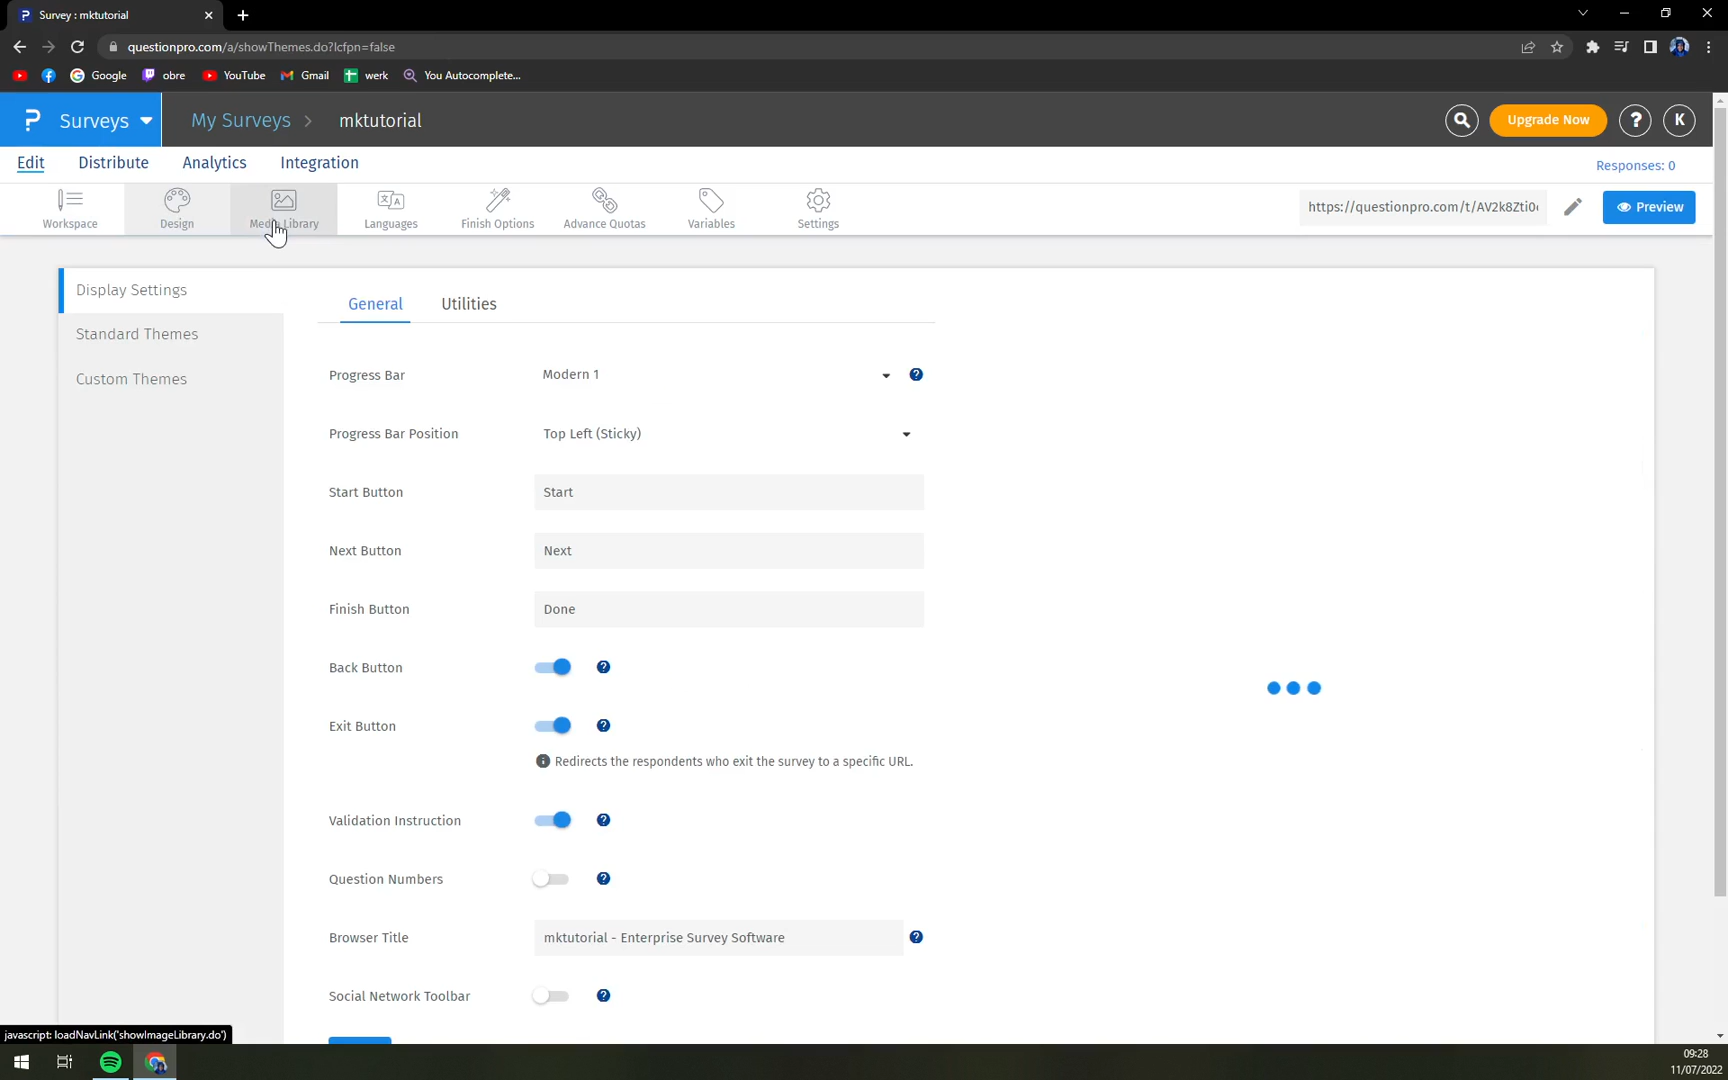 Survey : mktutorial
questionpro.com/a/showThemes.do?lcfpn=false
Google obre YouTube Gmail werk You Autocomplete...
Surveys My Surveys > mktutorial Upgrade Now ? K
Edit Distribute Analytics Integration Responses: 0
Workspace Design Media Library Languages Finish Options Advance Quotas Variables Settings
https://questionpro.com/t/AV2k8Zti0 Preview
Display Settings
Standard Themes
Custom Themes
General Utilities
Progress Bar Modern 1
Progress Bar Position Top Left (Sticky)
Start Button Start
Next Button Next
Finish Button Done
Back Button
Exit Button
Redirects the respondents who exit the survey to a specific URL.
Validation Instruction
Question Numbers
Browser Title mktutorial - Enterprise Survey Software
Social Network Toolbar
javascript: loadNavLink('showImageLibrary.do')
09:28
11/07/2022